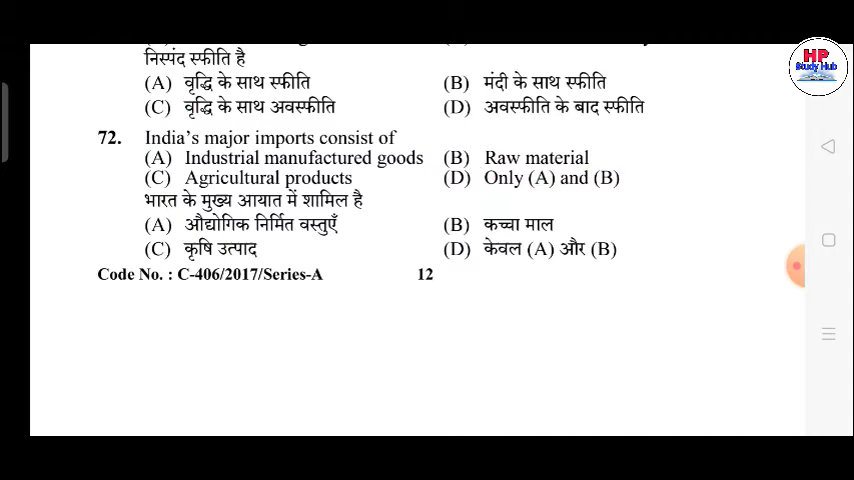 निस्पंद स्फीति है
(A) वृद्धि के साथ स्फीति (B) मंदी के साथ स्फीति
(C) वृद्धि के साथ अवस्फीति (D) अवस्फीति के बाद स्फीति
72. India's major imports consist of
(A) Industrial manufactured goods (B) Raw material
(C) Agricultural products (D) Only (A) and (B)
भारत के मुख्य आयात में शामिल है
(A) औद्योगिक निर्मित वस्तुएँ (B) कच्चा माल
(C) कृषि उत्पाद (D) केवल (A) और (B)
Code No. : C-406/2017/Series-A 12
HP
Study Hub